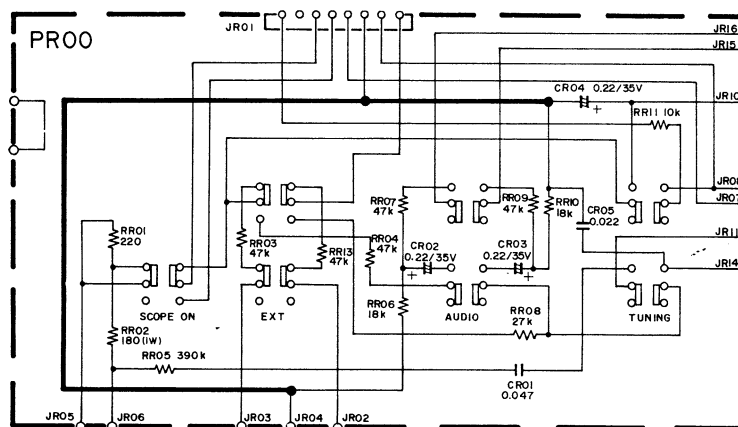 PR00
JR01
JR16
JR15
CR04 0.22/35V
+
JR10
RR11 10k
JR08
JR07
RR07
47k
RR09
47k
RR10
18k
CR05
0.022
JR11
JR14
RR01
220
RR03
47k
RR13
47k
RR04
47k
CR02
0.22/35V
+
CR03
0.22/35V
+
SCOPE ON
EXT
RR06
18k
AUDIO
RR08
27k
TUNING
RR02
180(1W)
RR05 390k
CR01
0.047
JR05
JR06
JR03
JR04
JR02